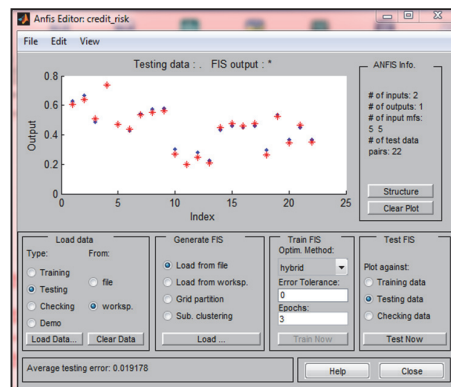 Anfis Editor: credit_risk
File Edit View
Testing data : . FIS output : *
0.8
0.6
0.4
0.2
0
Output
0 5 10 15 20 25
Index
ANFIS Info.
# of inputs: 2
# of outputs: 1
# of input mfs:
5 5
# of test data
pairs: 22
Structure
Clear Plot
Load data
Type: From:
Training
Testing
Checking
Demo
file
worksp.
Load Data... Clear Data
Generate FIS
Load from file
Load from worksp.
Grid partition
Sub. clustering
Load ...
Train FIS
Optim. Method:
hybrid
Error Tolerance:
0
Epochs:
3
Train Now
Test FIS
Plot against:
Training data
Testing data
Checking data
Test Now
Average testing error: 0.019178
Help Close